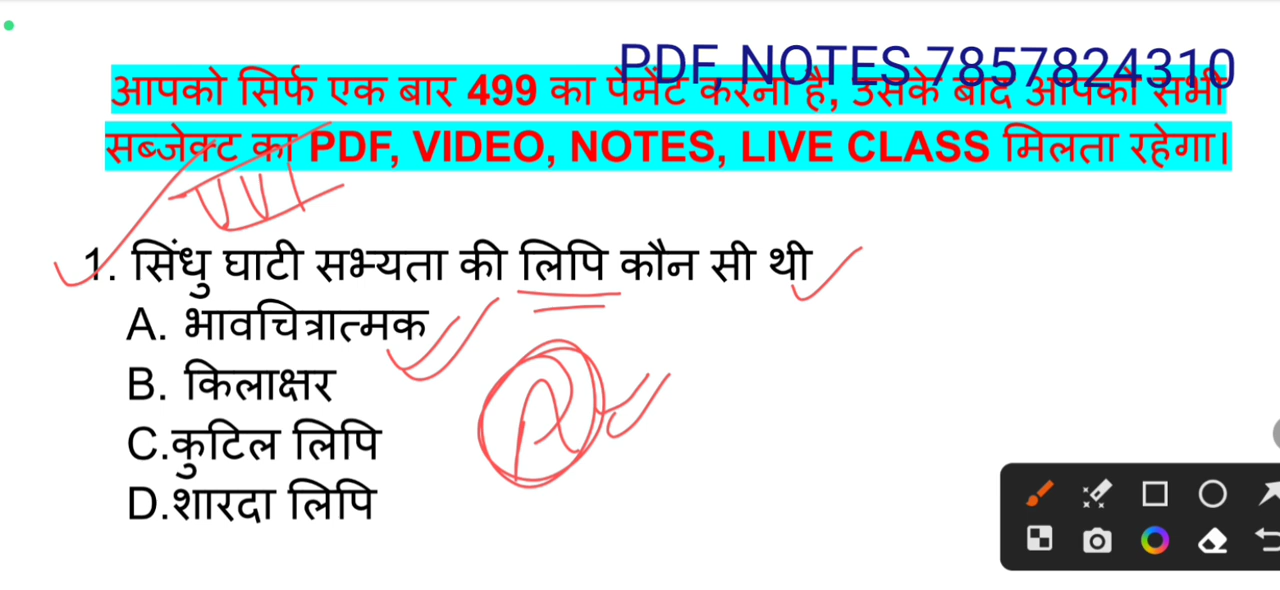 PDF, NOTES 7857824310
आपको सिर्फ एक बार 499 का पेमेंट करना है, उसके बाद आपको सभी
सब्जेक्ट का PDF, VIDEO, NOTES, LIVE CLASS मिलता रहेगा।
VVI
1. सिंधु घाटी सभ्यता की लिपि कौन सी थी
A. भावचित्रात्मक
B. किलाक्षर
C.कुटिल लिपि
D.शारदा लिपि
A